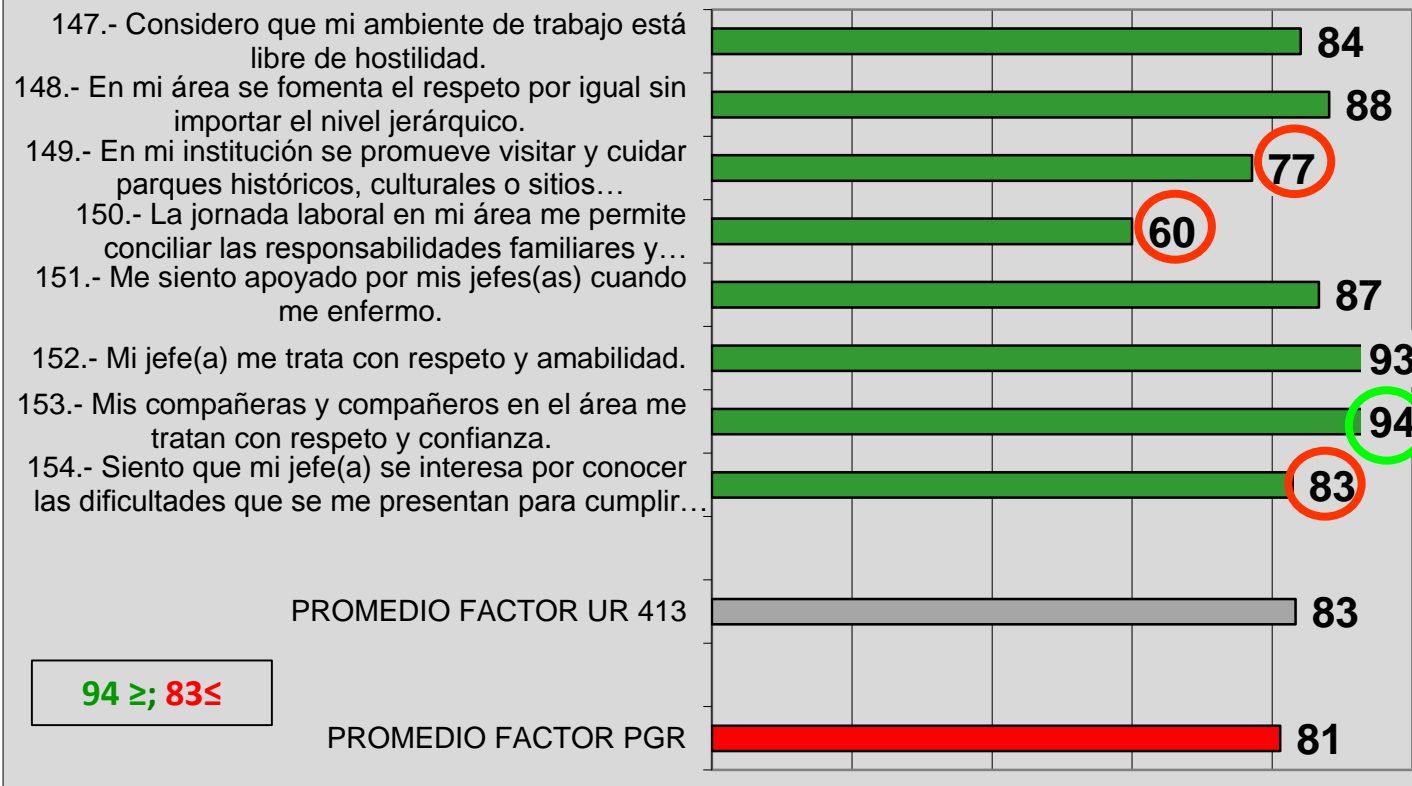 147.- Considero que mi ambiente de trabajo está
libre de hostilidad.
84
148.- En mi área se fomenta el respeto por igual sin
importar el nivel jerárquico.
88
149.- En mi institución se promueve visitar y cuidar
parques históricos, culturales o sitios…
77
150.- La jornada laboral en mi área me permite
conciliar las responsabilidades familiares y…
60
151.- Me siento apoyado por mis jefes(as) cuando
me enfermo.
87
152.- Mi jefe(a) me trata con respeto y amabilidad.
93
153.- Mis compañeras y compañeros en el área me
tratan con respeto y confianza.
94
154.- Siento que mi jefe(a) se interesa por conocer
las dificultades que se me presentan para cumplir…
83
PROMEDIO FACTOR UR 413
83
94 ≥; 83≤
PROMEDIO FACTOR PGR
81